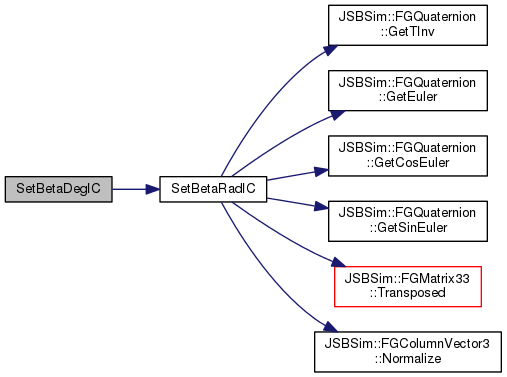 JSBSim::FGQuaternion
::GetTInv
JSBSim::FGQuaternion
::GetEuler
JSBSim::FGQuaternion
::GetCosEuler
SetBetaDegIC
SetBetaRadIC
JSBSim::FGQuaternion
::GetSinEuler
JSBSim::FGMatrix33
::Transposed
JSBSim::FGColumnVector3
::Normalize